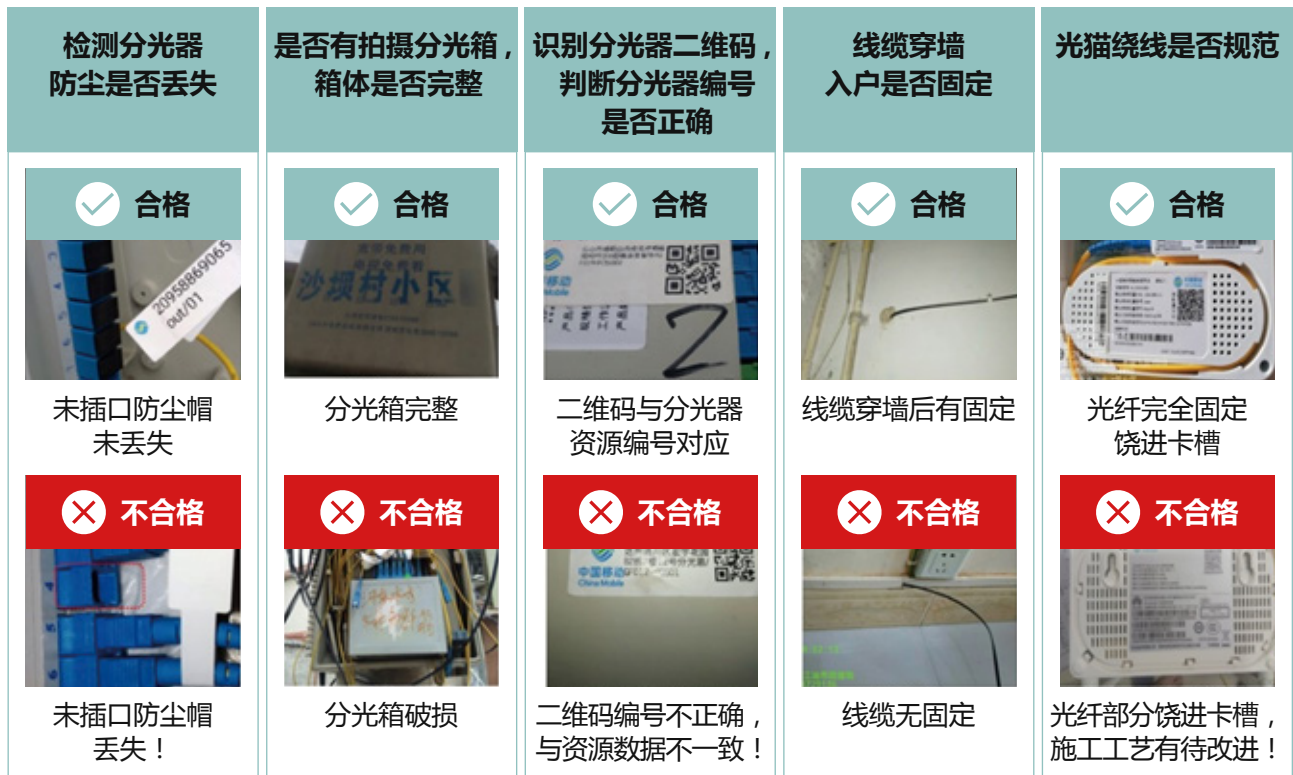 检测分光器
防尘是否丢失
是否有拍摄分光箱，
箱体是否完整
识别分光器二维码，
判断分光器编号
是否正确
线缆穿墙
入户是否固定
光猫绕线是否规范
合格
合格
合格
合格
合格
20958869065
out/01
沙坝村小区
中国移动
China Mobile
2
未插口防尘帽
未丢失
分光箱完整
二维码与分光器
资源编号对应
线缆穿墙后有固定
光纤完全固定
饶进卡槽
不合格
不合格
不合格
不合格
不合格
中国移动
China Mobile
未插口防尘帽
丢失！
分光箱破损
二维码编号不正确，
与资源数据不一致！
线缆无固定
光纤部分饶进卡槽，
施工工艺有待改进！